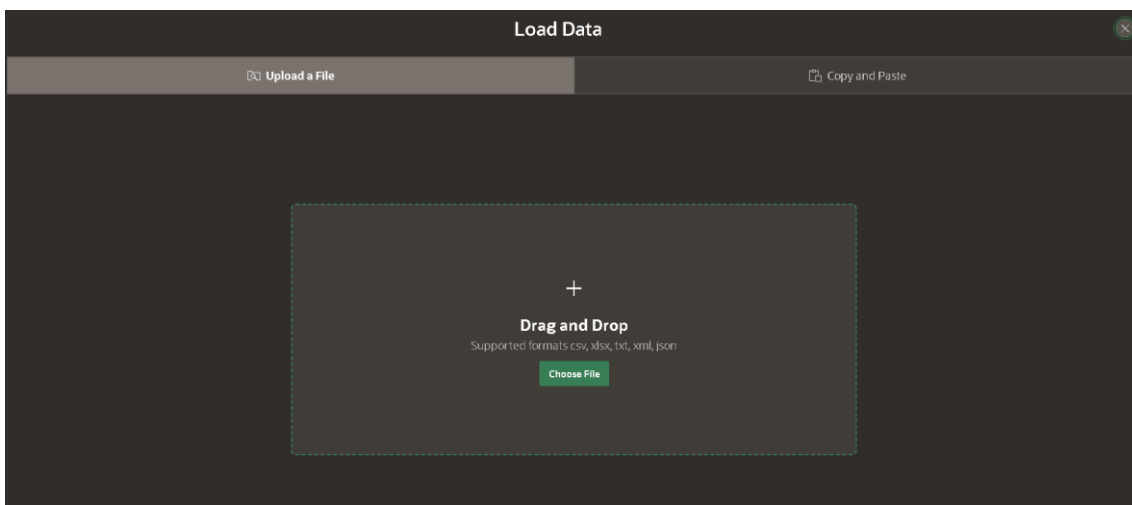 Load Data
Upload a File
Copy and Paste
Drag and Drop
Supported formats csv, xlsx, txt, xml, json
Choose File